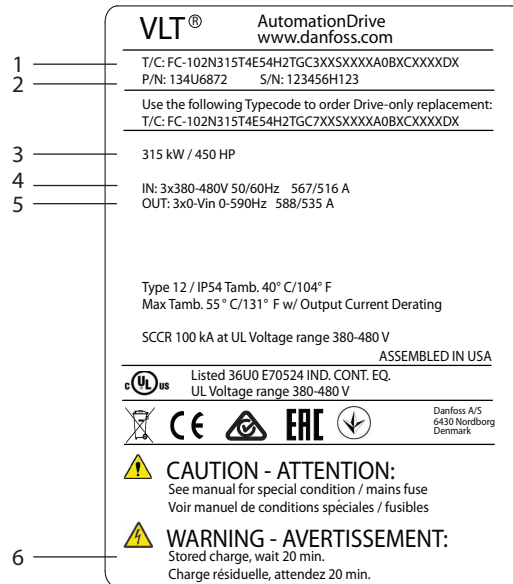 VLT® AutomationDrive
www.danfoss.com
1 T/C: FC-102N315T4E54H2TGC3XXSXXXXA0BXCXXXXDX
2 P/N: 134U6872 S/N: 123456H123
Use the following Typecode to order Drive-only replacement:
T/C: FC-102N315T4E54H2TGC7XXSXXXXA0BXCXXXXDX
3 315 kW / 450 HP
4 IN: 3x380-480V 50/60Hz 567/516 A
5 OUT: 3x0-Vin 0-590Hz 588/535 A
Type 12 / IP54 Tamb. 40° C/104° F
Max Tamb. 55° C/131° F w/ Output Current Derating
SCCR 100 kA at UL Voltage range 380-480 V
ASSEMBLED IN USA
c UL us Listed 36U0 E70524 IND. CONT. EQ.
UL Voltage range 380-480 V
CE EAC
Danfoss A/S
6430 Nordborg
Denmark
CAUTION - ATTENTION:
See manual for special condition / mains fuse
Voir manuel de conditions spéciales / fusibles
WARNING - AVERTISSEMENT:
6 Stored charge, wait 20 min.
Charge résiduelle, attendez 20 min.